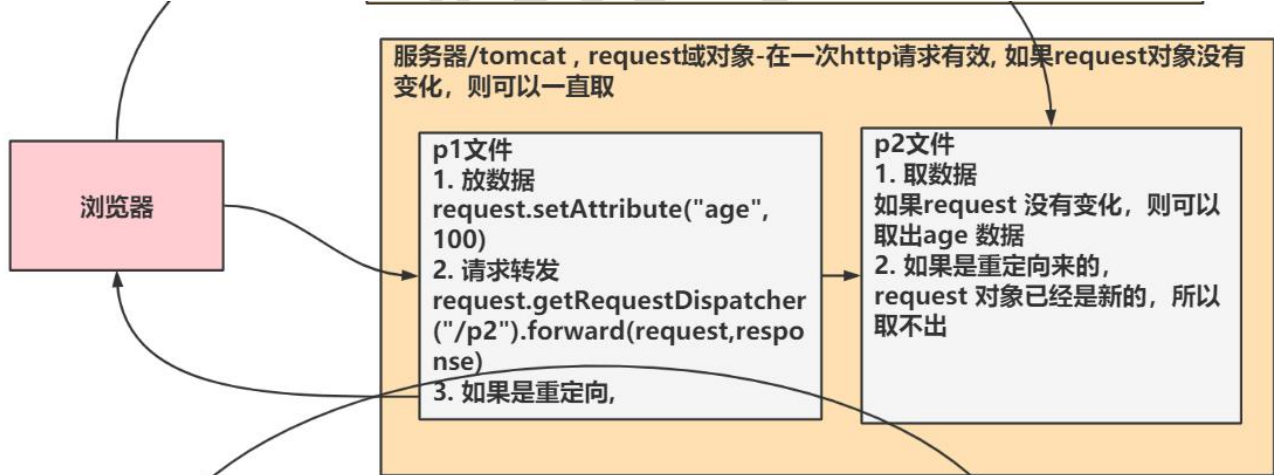 服务器/tomcat , request域对象-在一次http请求有效, 如果request对象没有
变化，则可以一直取
浏览器
p1文件
1. 放数据
request.setAttribute("age",
100)
2. 请求转发
request.getRequestDispatcher
("/p2").forward(request,respo
nse)
3. 如果是重定向,
p2文件
1. 取数据
如果request 没有变化，则可以
取出age 数据
2. 如果是重定向来的，
request 对象已经是新的，所以
取不出